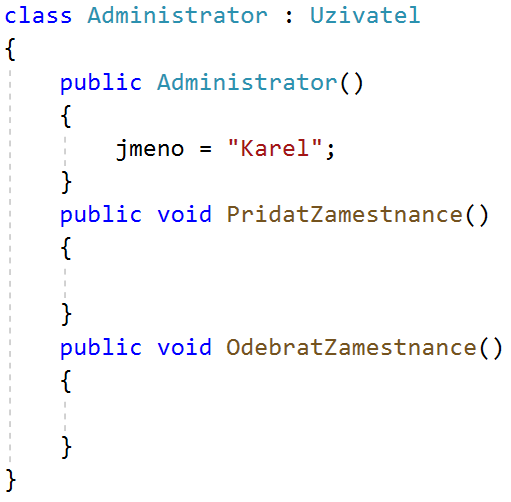 class Administrator : Uzivatel
{
    public Administrator()
    {
        jmeno = "Karel";
    }
    public void PridatZamestnance()
    {

    }
    public void OdebratZamestnance()
    {

    }
}